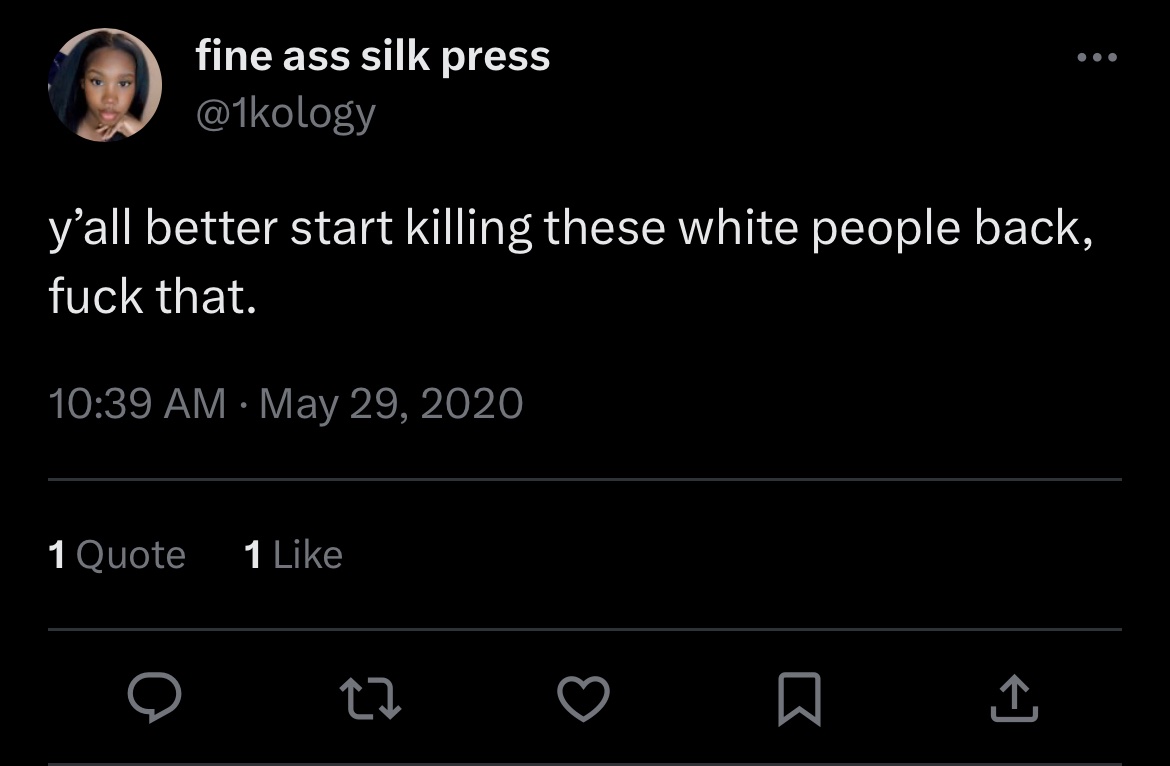 fine ass silk press
@1kology
y’all better start killing these white people back,
fuck that.
10:39 AM · May 29, 2020
1 Quote 1 Like